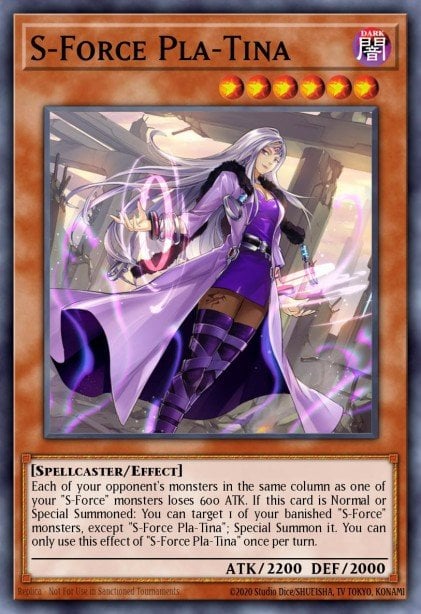 S-Force Pla-Tina
DARK
闇
[Spellcaster/Effect]
Each of your opponent's monsters in the same column as one of
your "S-Force" monsters loses 600 ATK. If this card is Normal or
Special Summoned: You can target 1 of your banished "S-Force"
monsters, except "S-Force Pla-Tina"; Special Summon it. You can
only use this effect of "S-Force Pla-Tina" once per turn.
ATK/2200 DEF/2000
Replica - Not For Use in Sanctioned Tournaments
©2020 Studio Dice/SHUEISHA, TV TOKYO, KONAMI